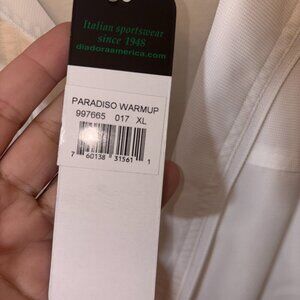 Italian sportswear
since 1948
diadoraamerica.com
PARADISO WARMUP
997665 017 XL
7 60138 31561 1